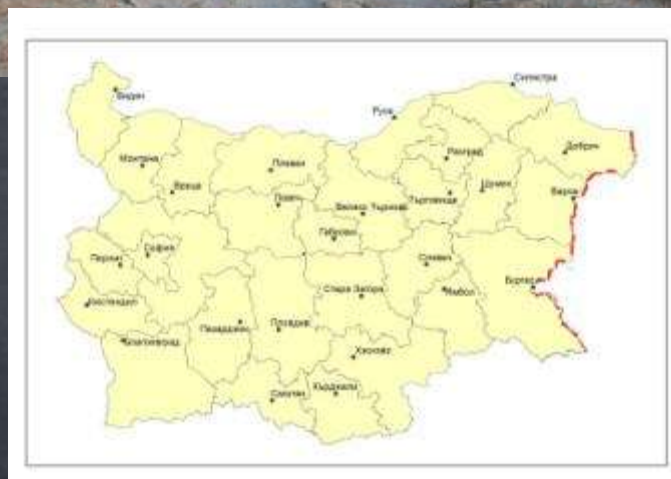 Силистра
Видин
Русе
Добрич
Разград
Монтана
Плевен
Шумен
Враца
Варна
Ловеч
Търговище
Велико Търново
Габрово
София
Перник
Сливен
Бургас
Стара Загора
Ямбол
Кюстендил
Пазарджик
Пловдив
Благоевград
Хасково
Кърджали
Смолян